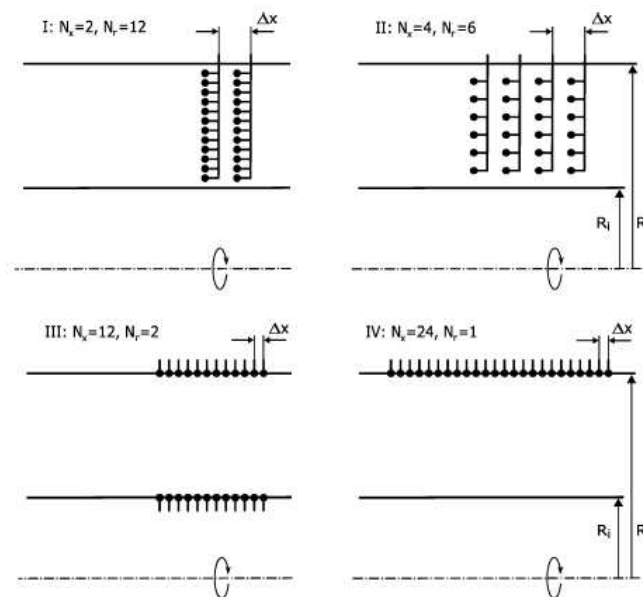 I: Nₓ=2, Nᵣ=12
Δx
II: Nₓ=4, Nᵣ=6
Δx
Rᵢ
R
III: Nₓ=12, Nᵣ=2
Δx
IV: Nₓ=24, Nᵣ=1
Δx
Rᵢ
R